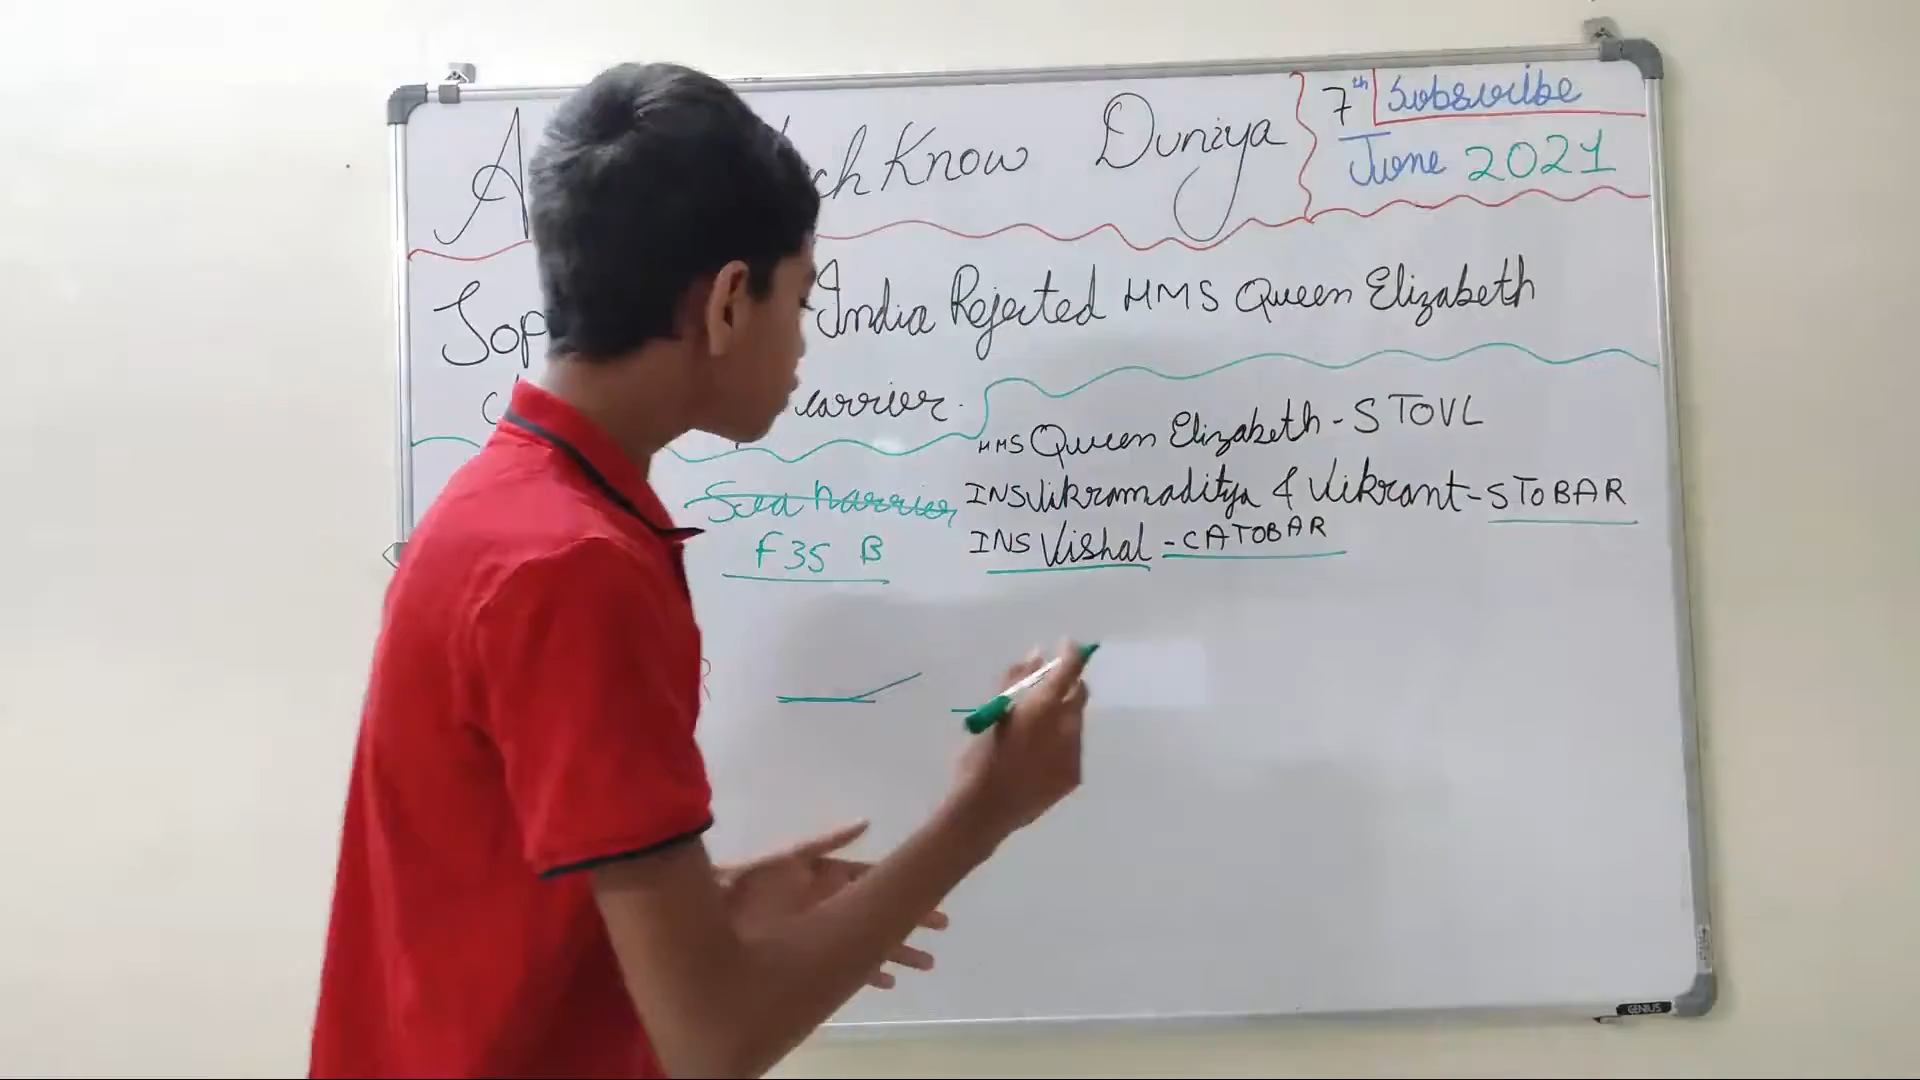 Know Duniya
7th Subscribe
June 2021
India Rejected HMS Queen Elizabeth
carrier.
HMS Queen Elizabeth - STOVL
Sea harrier INS Vikramaditya & Vikrant - STOBAR
F35 B INS Vishal - CATOBAR
GENIUS